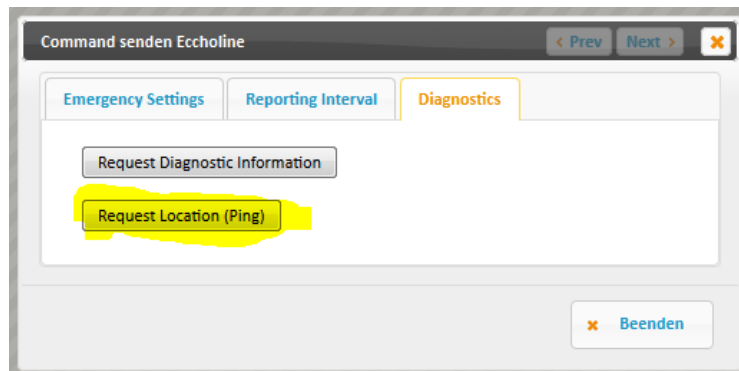 Command senden Eccholine
< Prev Next >
Emergency Settings Reporting Interval Diagnostics
Request Diagnostic Information
Request Location (Ping)
Beenden